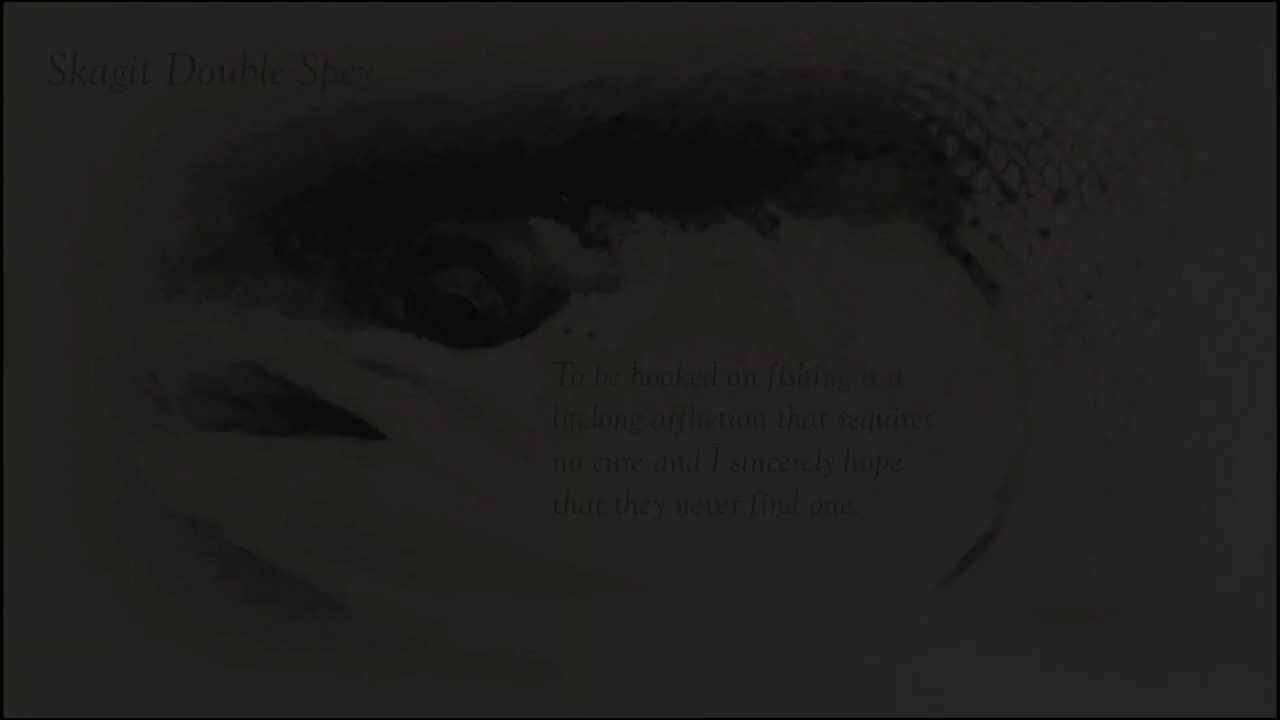 Skagit Double Spey
To be hooked on fishing is a
lifelong affliction that requires
no cure and I sincerely hope
that they never find one.